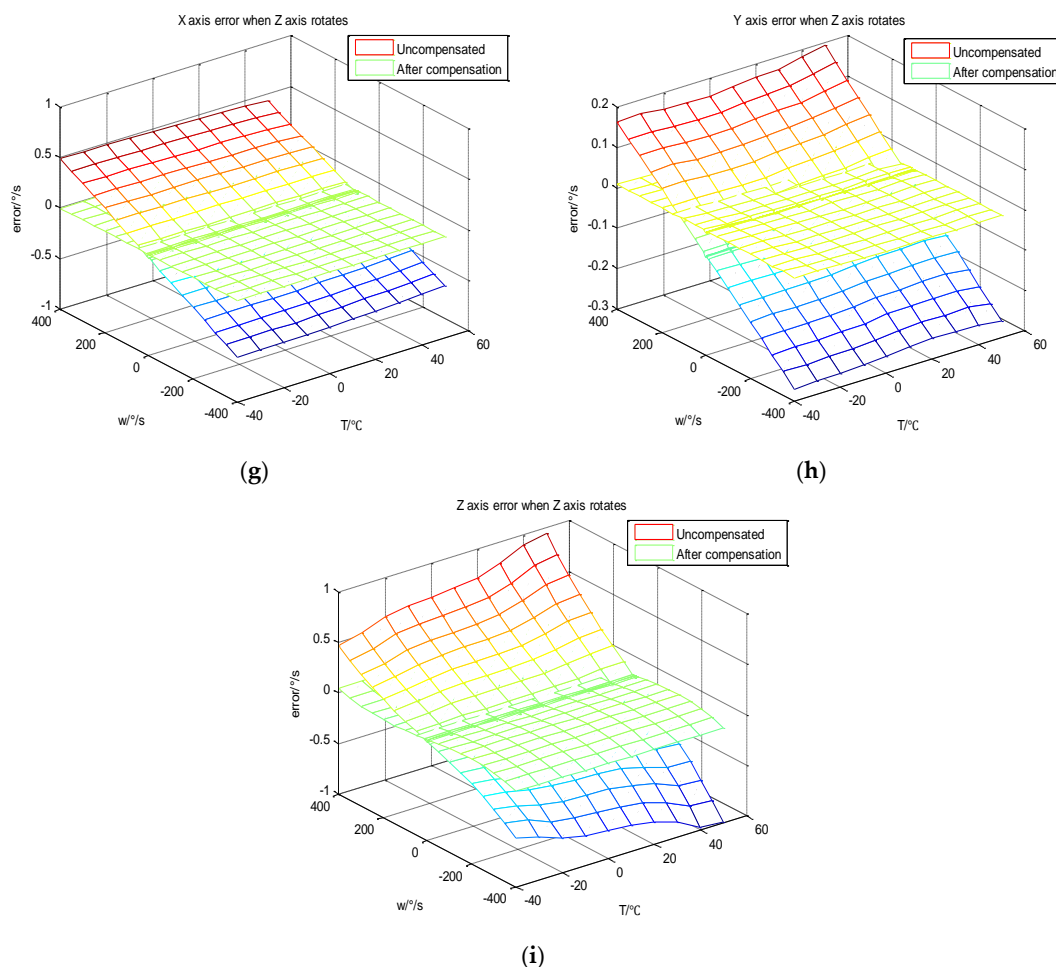 X axis error when Z axis rotates
Uncompensated
After compensation
1
0.5
0
-0.5
-1
error/°/s
400
200
0
-200
-400
w/°/s
-40
-20
0
20
40
60
T/°C
(g)
Y axis error when Z axis rotates
Uncompensated
After compensation
0.2
0.1
0
-0.1
-0.2
-0.3
error/°/s
400
200
0
-200
-400
w/°/s
-40
-20
0
20
40
60
T/°C
(h)
Z axis error when Z axis rotates
Uncompensated
After compensation
1
0.5
0
-0.5
-1
error/°/s
400
200
0
-200
-400
w/°/s
-40
-20
0
20
40
60
T/°C
(i)